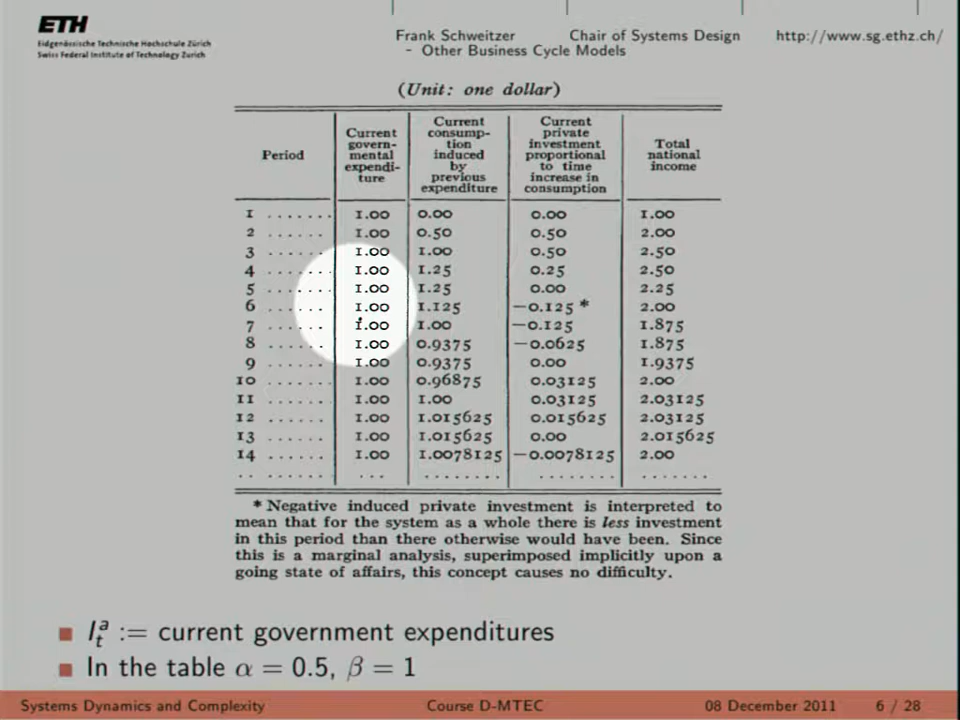 ETH
Eidgenössische Technische Hochschule Zürich
Swiss Federal Institute of Technology Zurich
Frank Schweitzer Chair of Systems Design http://www.sg.ethz.ch/
- Other Business Cycle Models
(Unit: one dollar)
Period
Current govern- mental expendi- ture
Current consump- tion induced by previous expenditure
Current private investment proportional to time increase in consumption
Total national income
1 ....... 1.00 0.00 0.00 1.00
2 ...... 1.00 0.50 0.50 2.00
3 ...... 1.00 1.00 0.50 2.50
4 ....... 1.00 1.25 0.25 2.50
5 ....... 1.00 1.25 0.00 2.25
6 ...... 1.00 1.125 −0.125 * 2.00
7 ...... 1.00 1.00 −0.125 1.875
8 ...... 1.00 0.9375 −0.0625 1.875
9 ...... 1.00 0.9375 0.00 1.9375
10 ....... 1.00 0.96875 0.03125 2.00
11 ....... 1.00 1.00 0.03125 2.03125
12 ...... 1.00 1.015625 0.015625 2.03125
13 ...... 1.00 1.015625 0.00 2.015625
14 ...... 1.00 1.0078125 −0.0078125 2.00
.. ....... ... ........ ........ .......
* Negative induced private investment is interpreted to
mean that for the system as a whole there is less investment
in this period than there otherwise would have been. Since
this is a marginal analysis, superimposed implicitly upon a
going state of affairs, this concept causes no difficulty.
I_t^a := current government expenditures
In the table α = 0.5, β = 1
Systems Dynamics and Complexity Course D-MTEC 08 December 2011 6 / 28